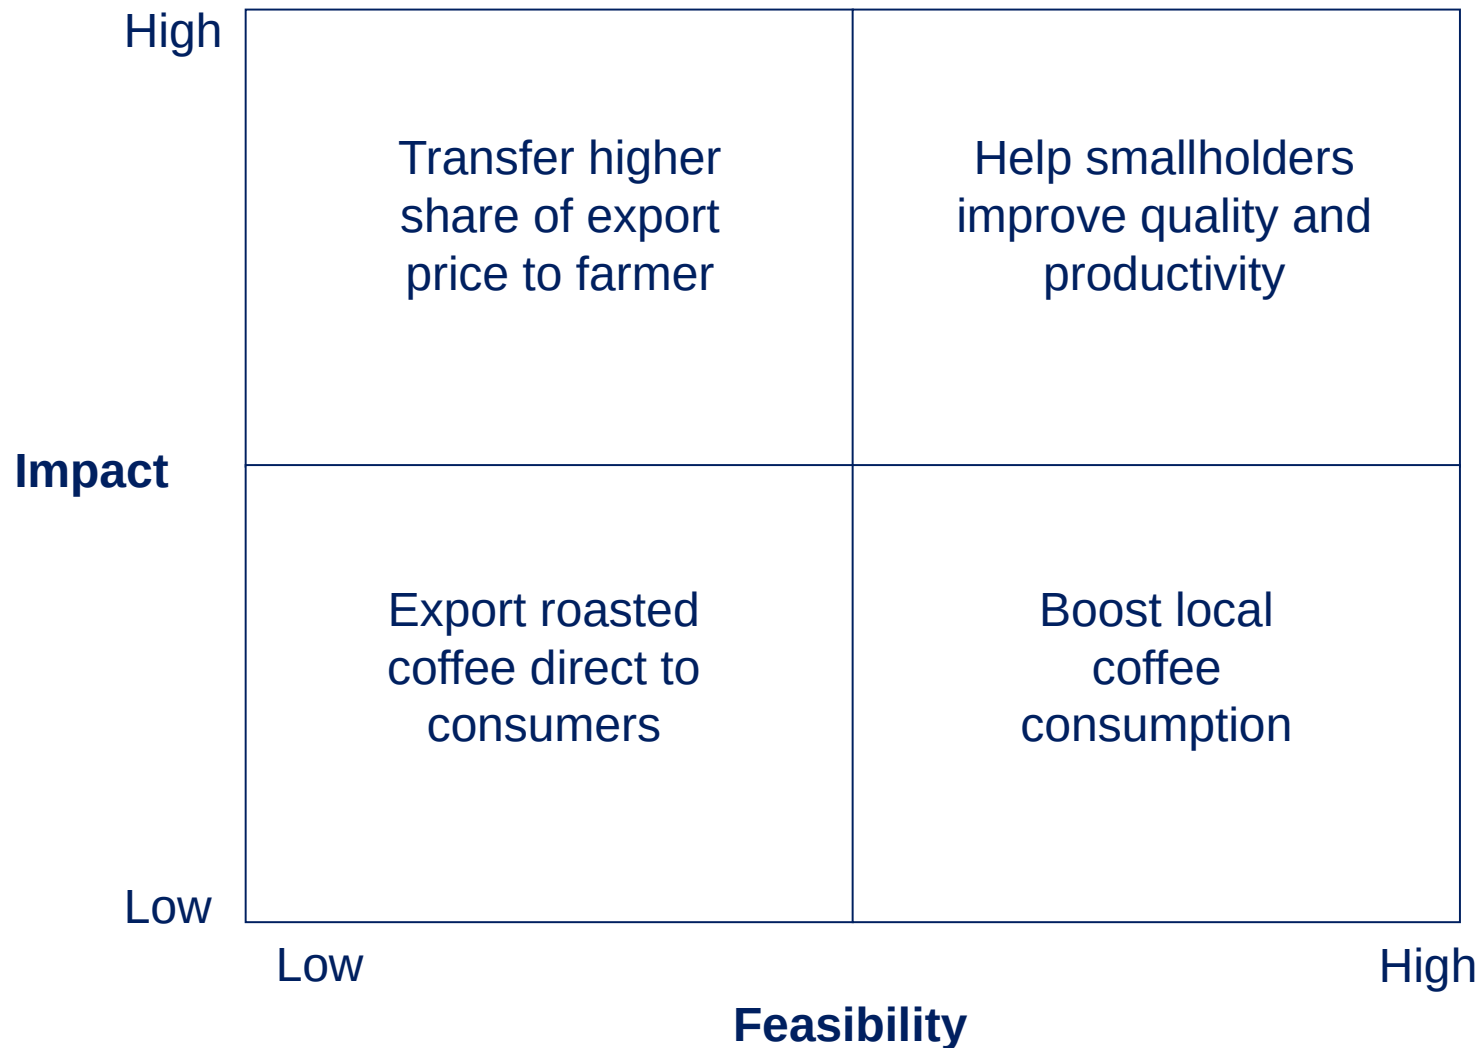 High
Transfer higher
share of export
price to farmer
Help smallholders
improve quality and
productivity
Impact
Export roasted
coffee direct to
consumers
Boost local
coffee
consumption
Low
Low
High
Feasibility